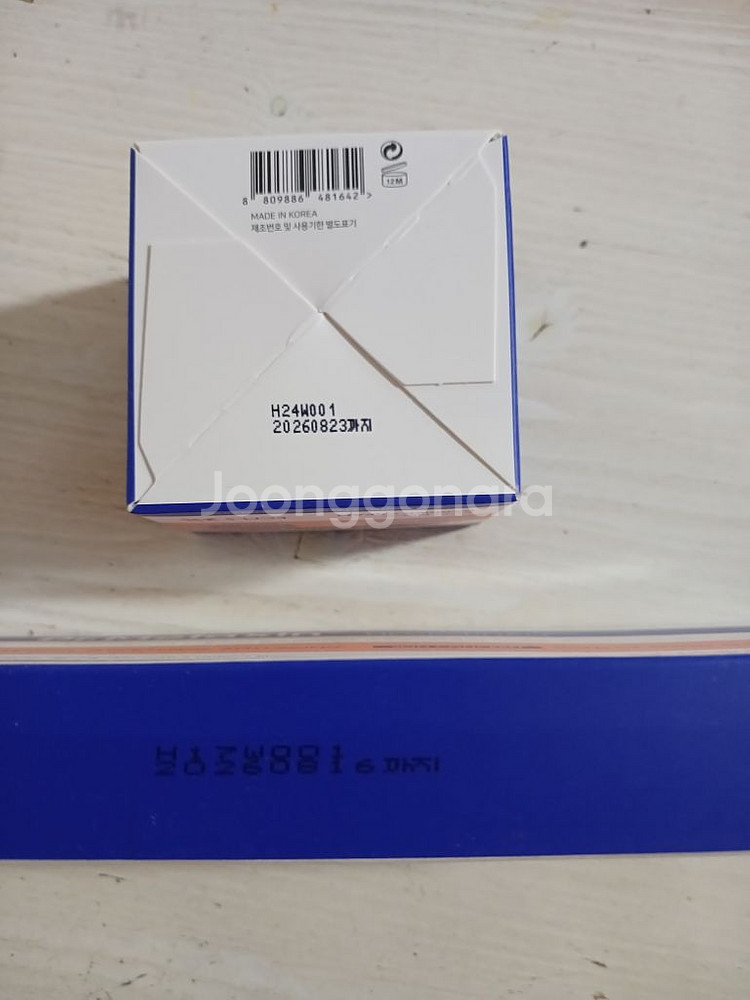 8 809886 481642 >
12M
MADE IN KOREA
제조번호 및 사용기한 별도표기
H24W001
20260823까지
Joonggonara